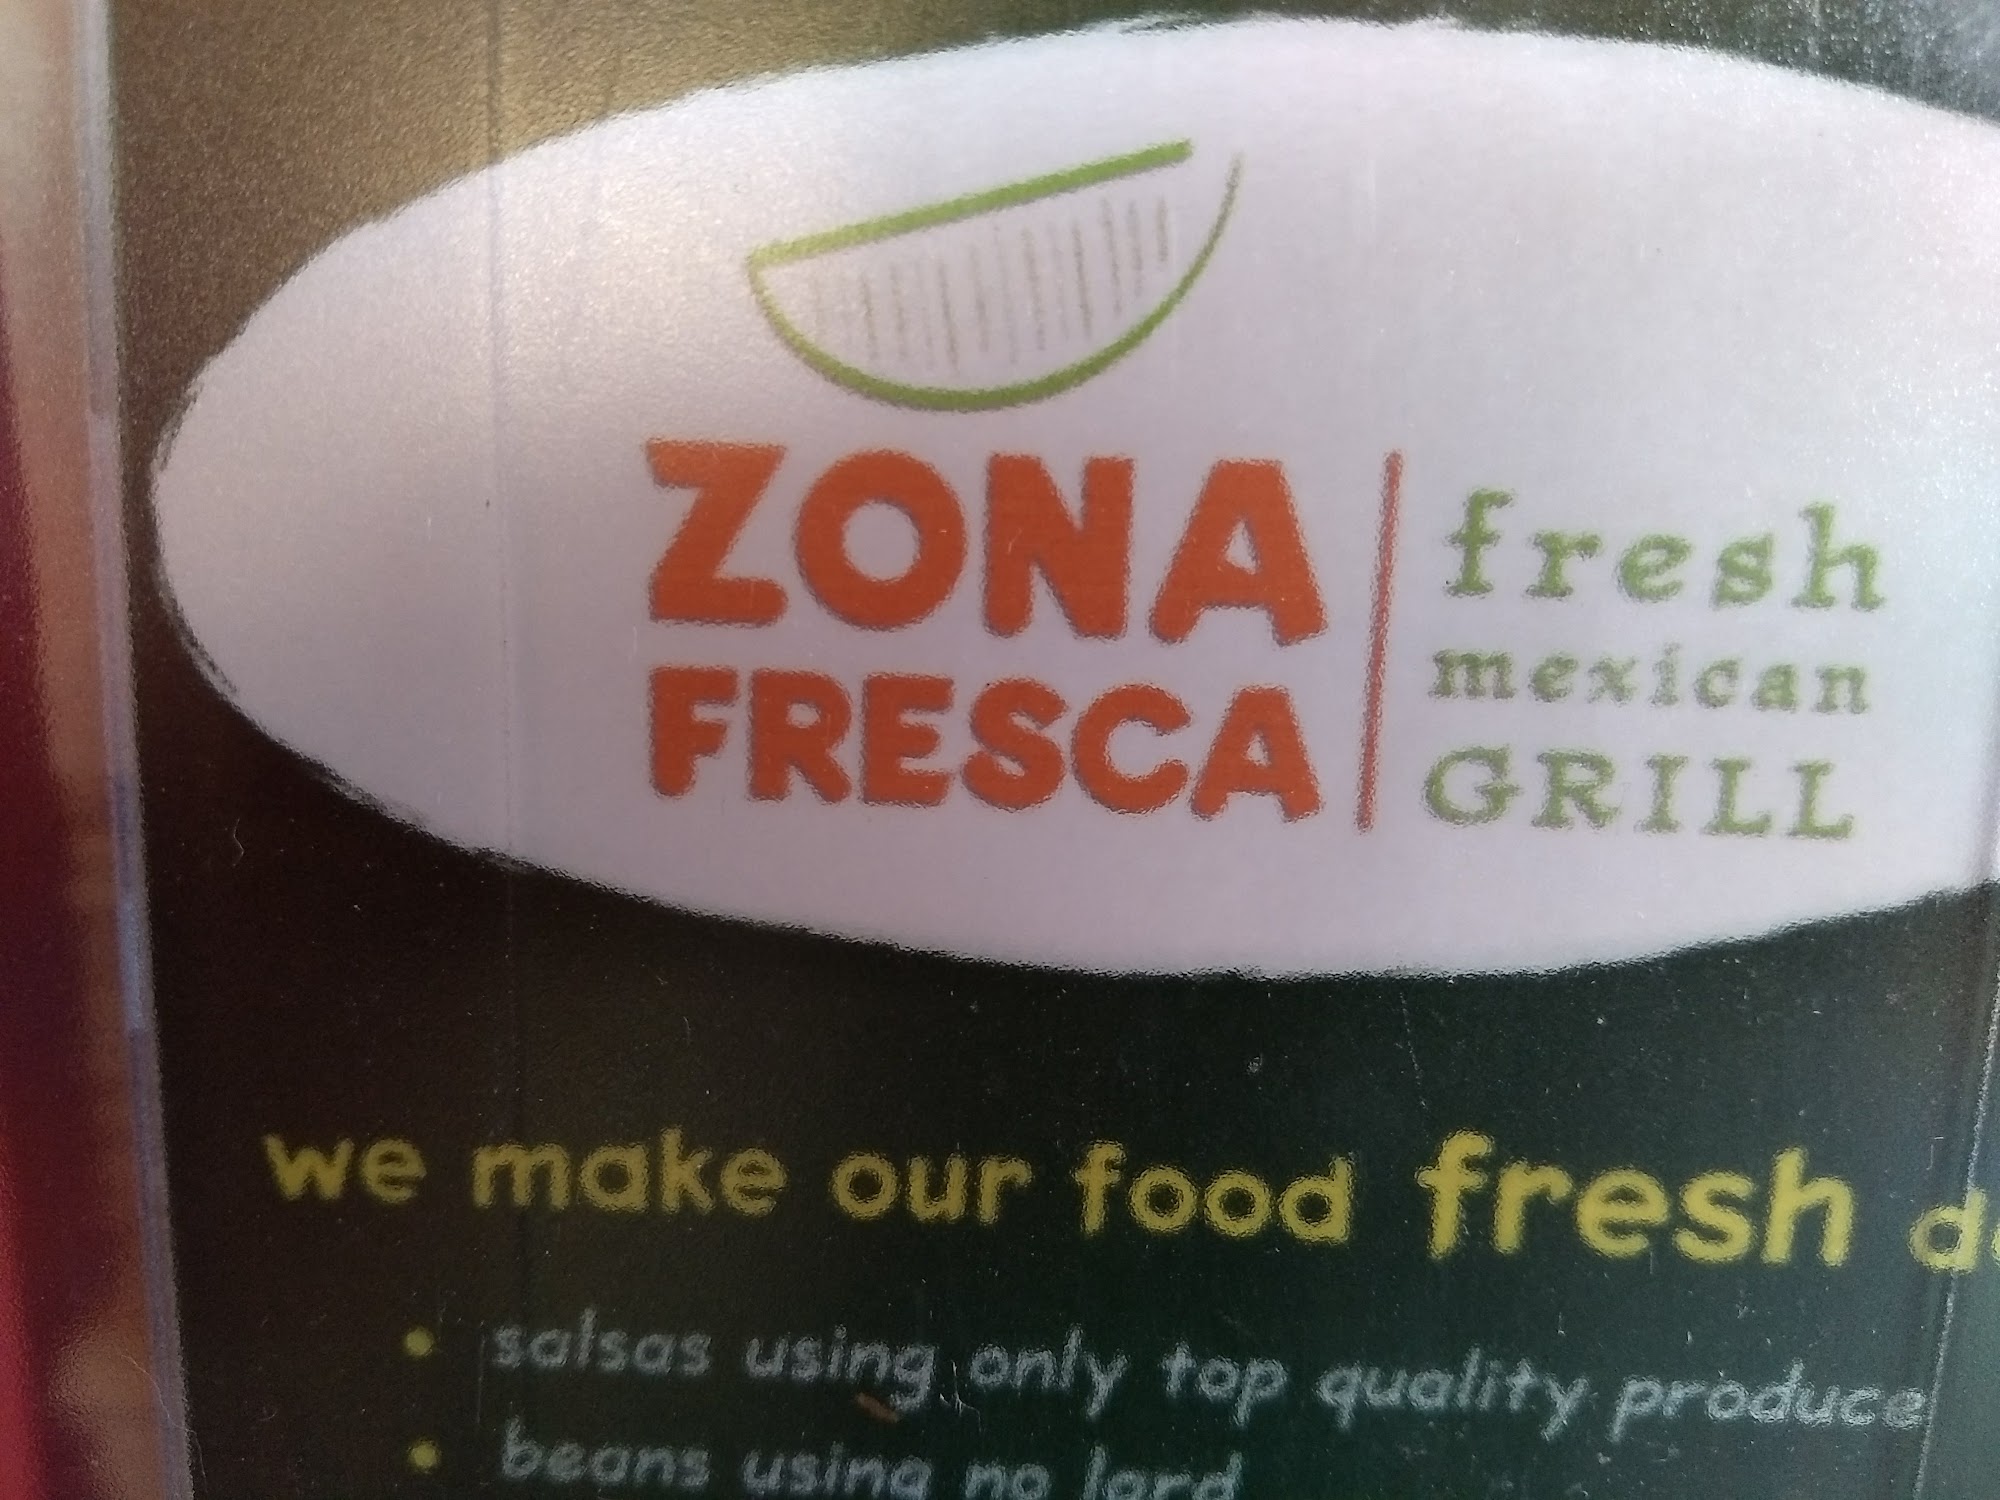 ZONA
FRESCA
fresh
mexican
GRILL
we make our food fresh
salsas using only top quality produce
beans using no lard